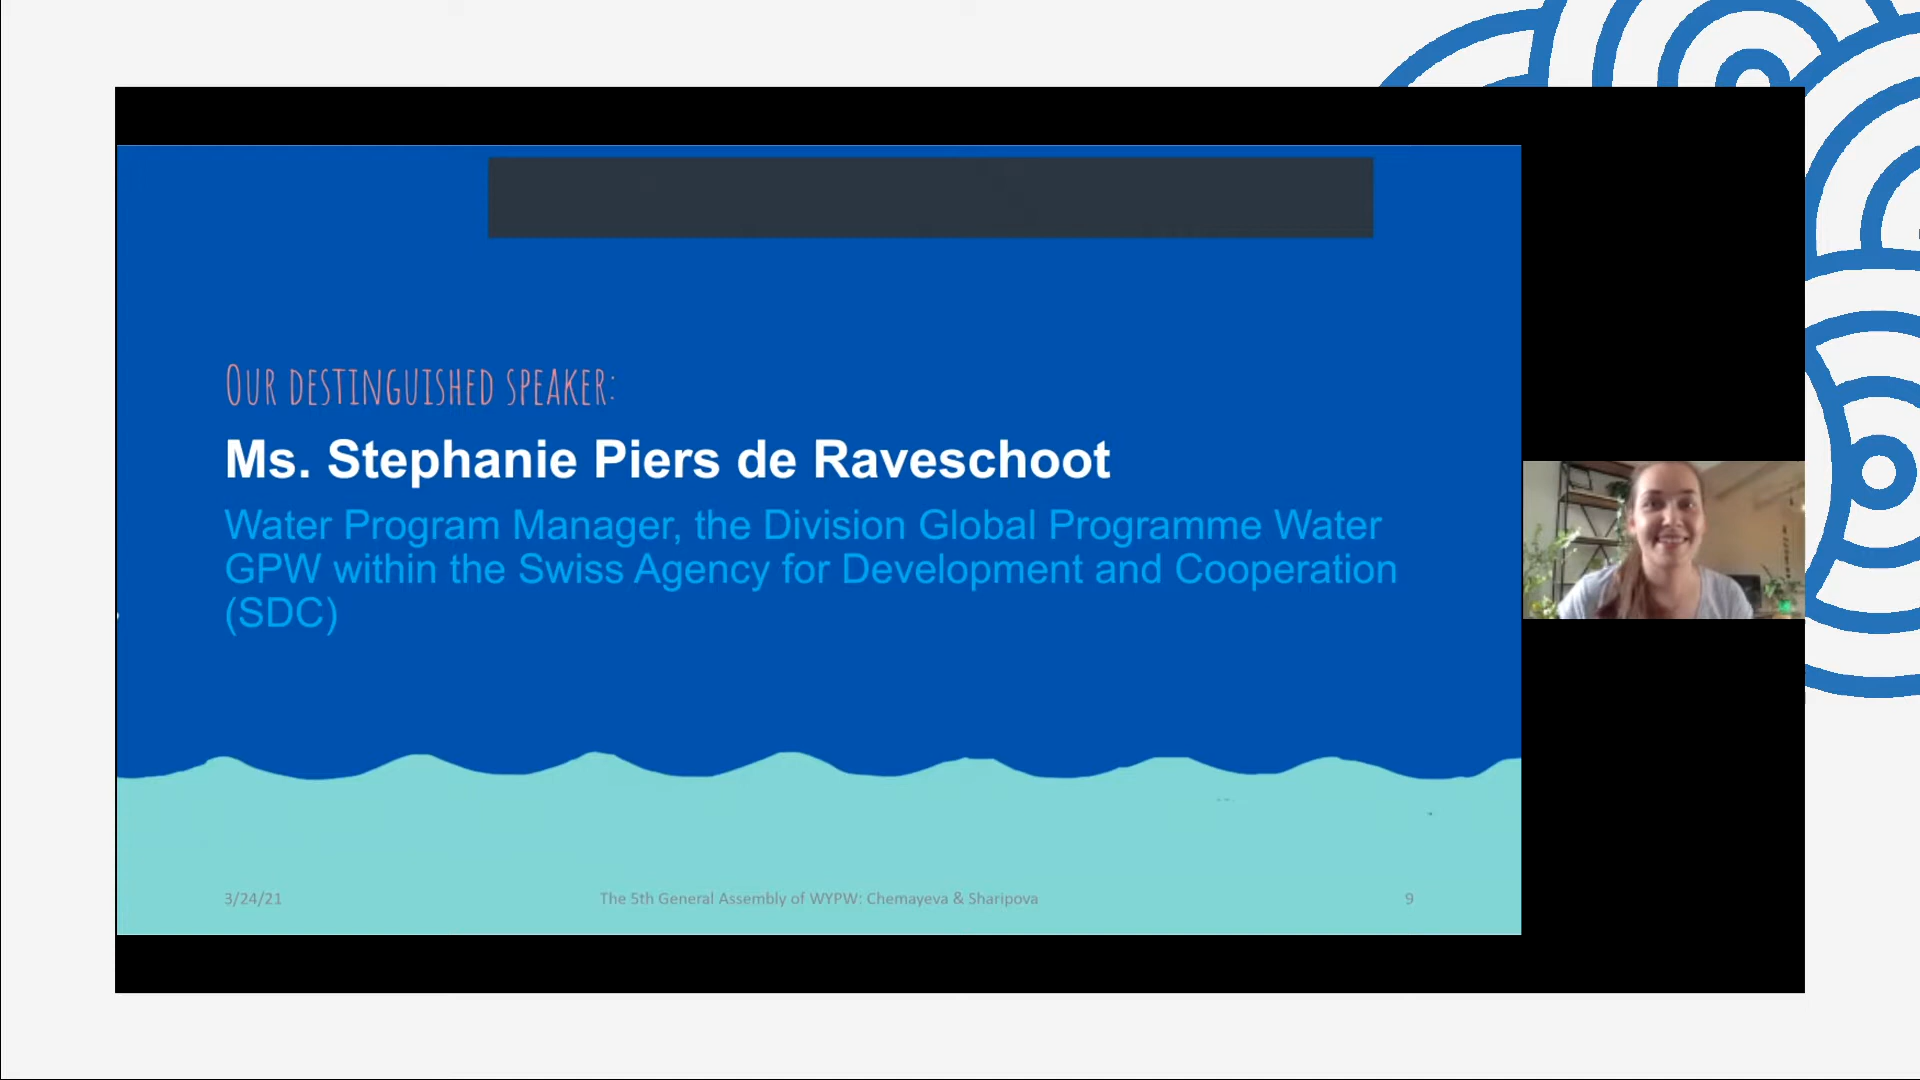 OUR DESTINGUISHED SPEAKER:
Ms. Stephanie Piers de Raveschoot
Water Program Manager, the Division Global Programme Water
GPW within the Swiss Agency for Development and Cooperation
(SDC)
3/24/21
The 5th General Assembly of WYPW: Chemayeva & Sharipova
9